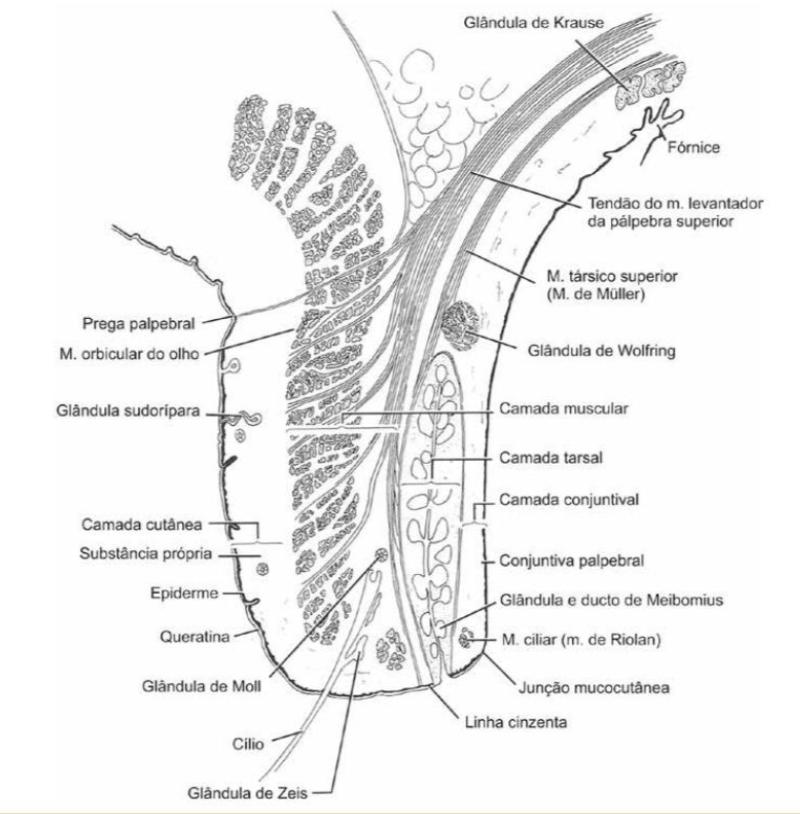 Glândula de Krause
Fórnice
Tendão do m. levantador
da pálpebra superior
M. társico superior
(M. de Müller)
Prega palpebral
M. orbicular do olho
Glândula de Wolfring
Glândula sudorípara
Camada muscular
Camada tarsal
Camada conjuntival
Camada cutânea
Substância própria
Conjuntiva palpebral
Epiderme
Glândula e ducto de Meibomius
Queratina
M. ciliar (m. de Riolan)
Glândula de Moll
Junção mucocutânea
Linha cinzenta
Cílio
Glândula de Zeis